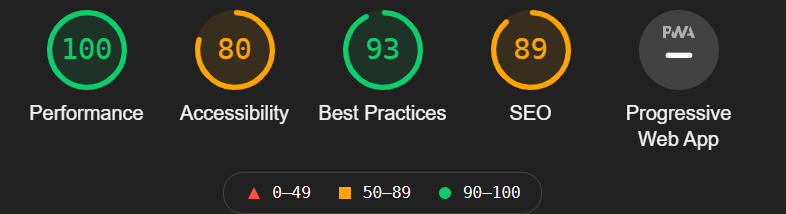 100 80 93 89 PWA
Performance Accessibility Best Practices SEO Progressive
Web App
0–49 50–89 90–100